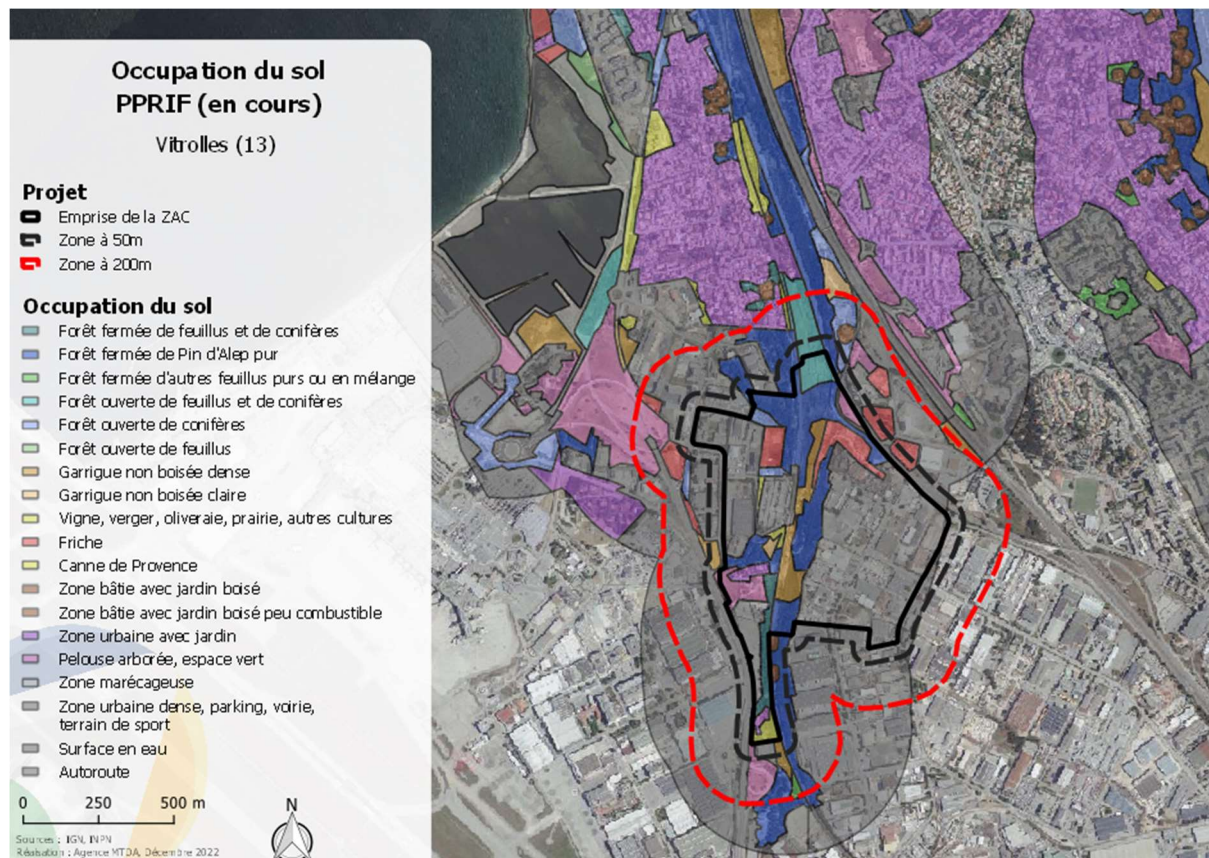 Occupation du sol
PPRIF (en cours)
Vitrolles (13)
Projet
Emprise de la ZAC
Zone à 50m
Zone à 200m
Occupation du sol
Forêt fermée de feuillus et de conifères
Forêt fermée de Pin d'Alep pur
Forêt fermée d'autres feuillus purs ou en mélange
Forêt ouverte de feuillus et de conifères
Forêt ouverte de conifères
Forêt ouverte de feuillus
Garrigue non boisée dense
Garrigue non boisée claire
Vigne, verger, oliveraie, prairie, autres cultures
Friche
Canne de Provence
Zone bâtie avec jardin boisé
Zone bâtie avec jardin boisé peu combustible
Zone urbaine avec jardin
Pelouse arborée, espace vert
Zone marécageuse
Zone urbaine dense, parking, voirie,
terrain de sport
Surface en eau
Autoroute
0 250 500 m
N
Sources : IGN, INPN
Réalisation : Agence MTDA, Décembre 2022